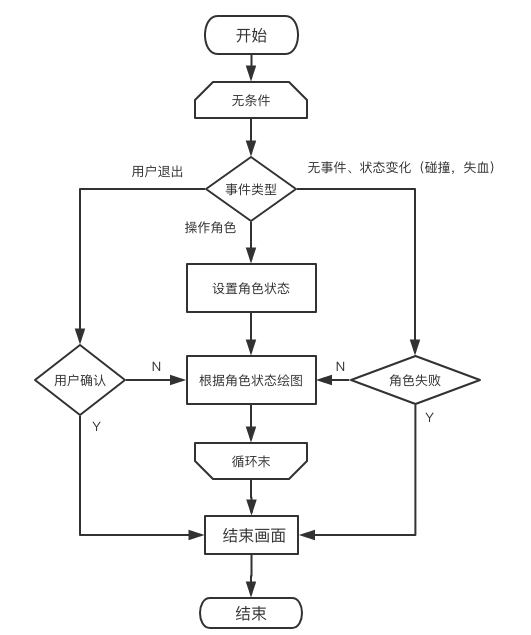 开始
无条件
用户退出
事件类型
无事件、状态变化（碰撞，失血）
操作角色
设置角色状态
用户确认
N
根据角色状态绘图
N
角色失败
Y
Y
循环末
结束画面
结束